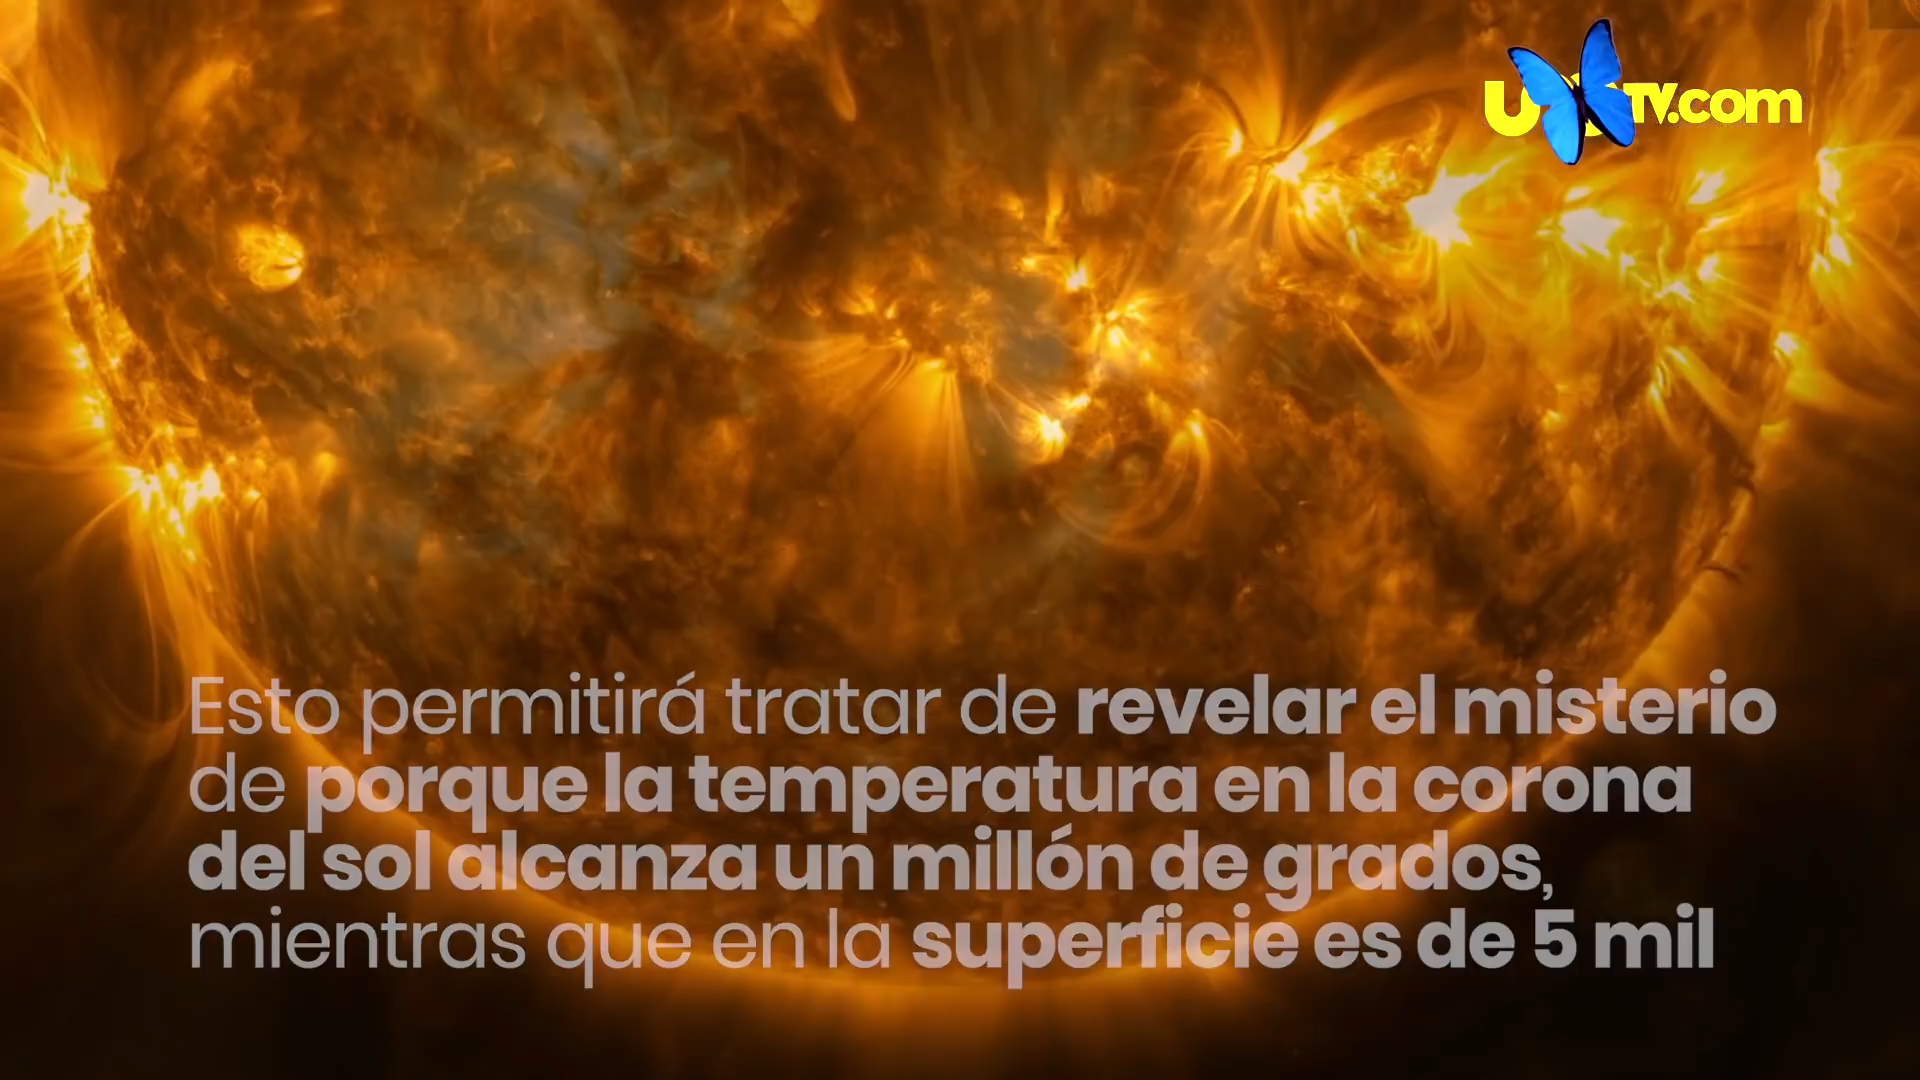 TV.com
Esto permitirá tratar de revelar el misterio
de porque la temperatura en la corona
del sol alcanza un millón de grados,
mientras que en la superficie es de 5 mil